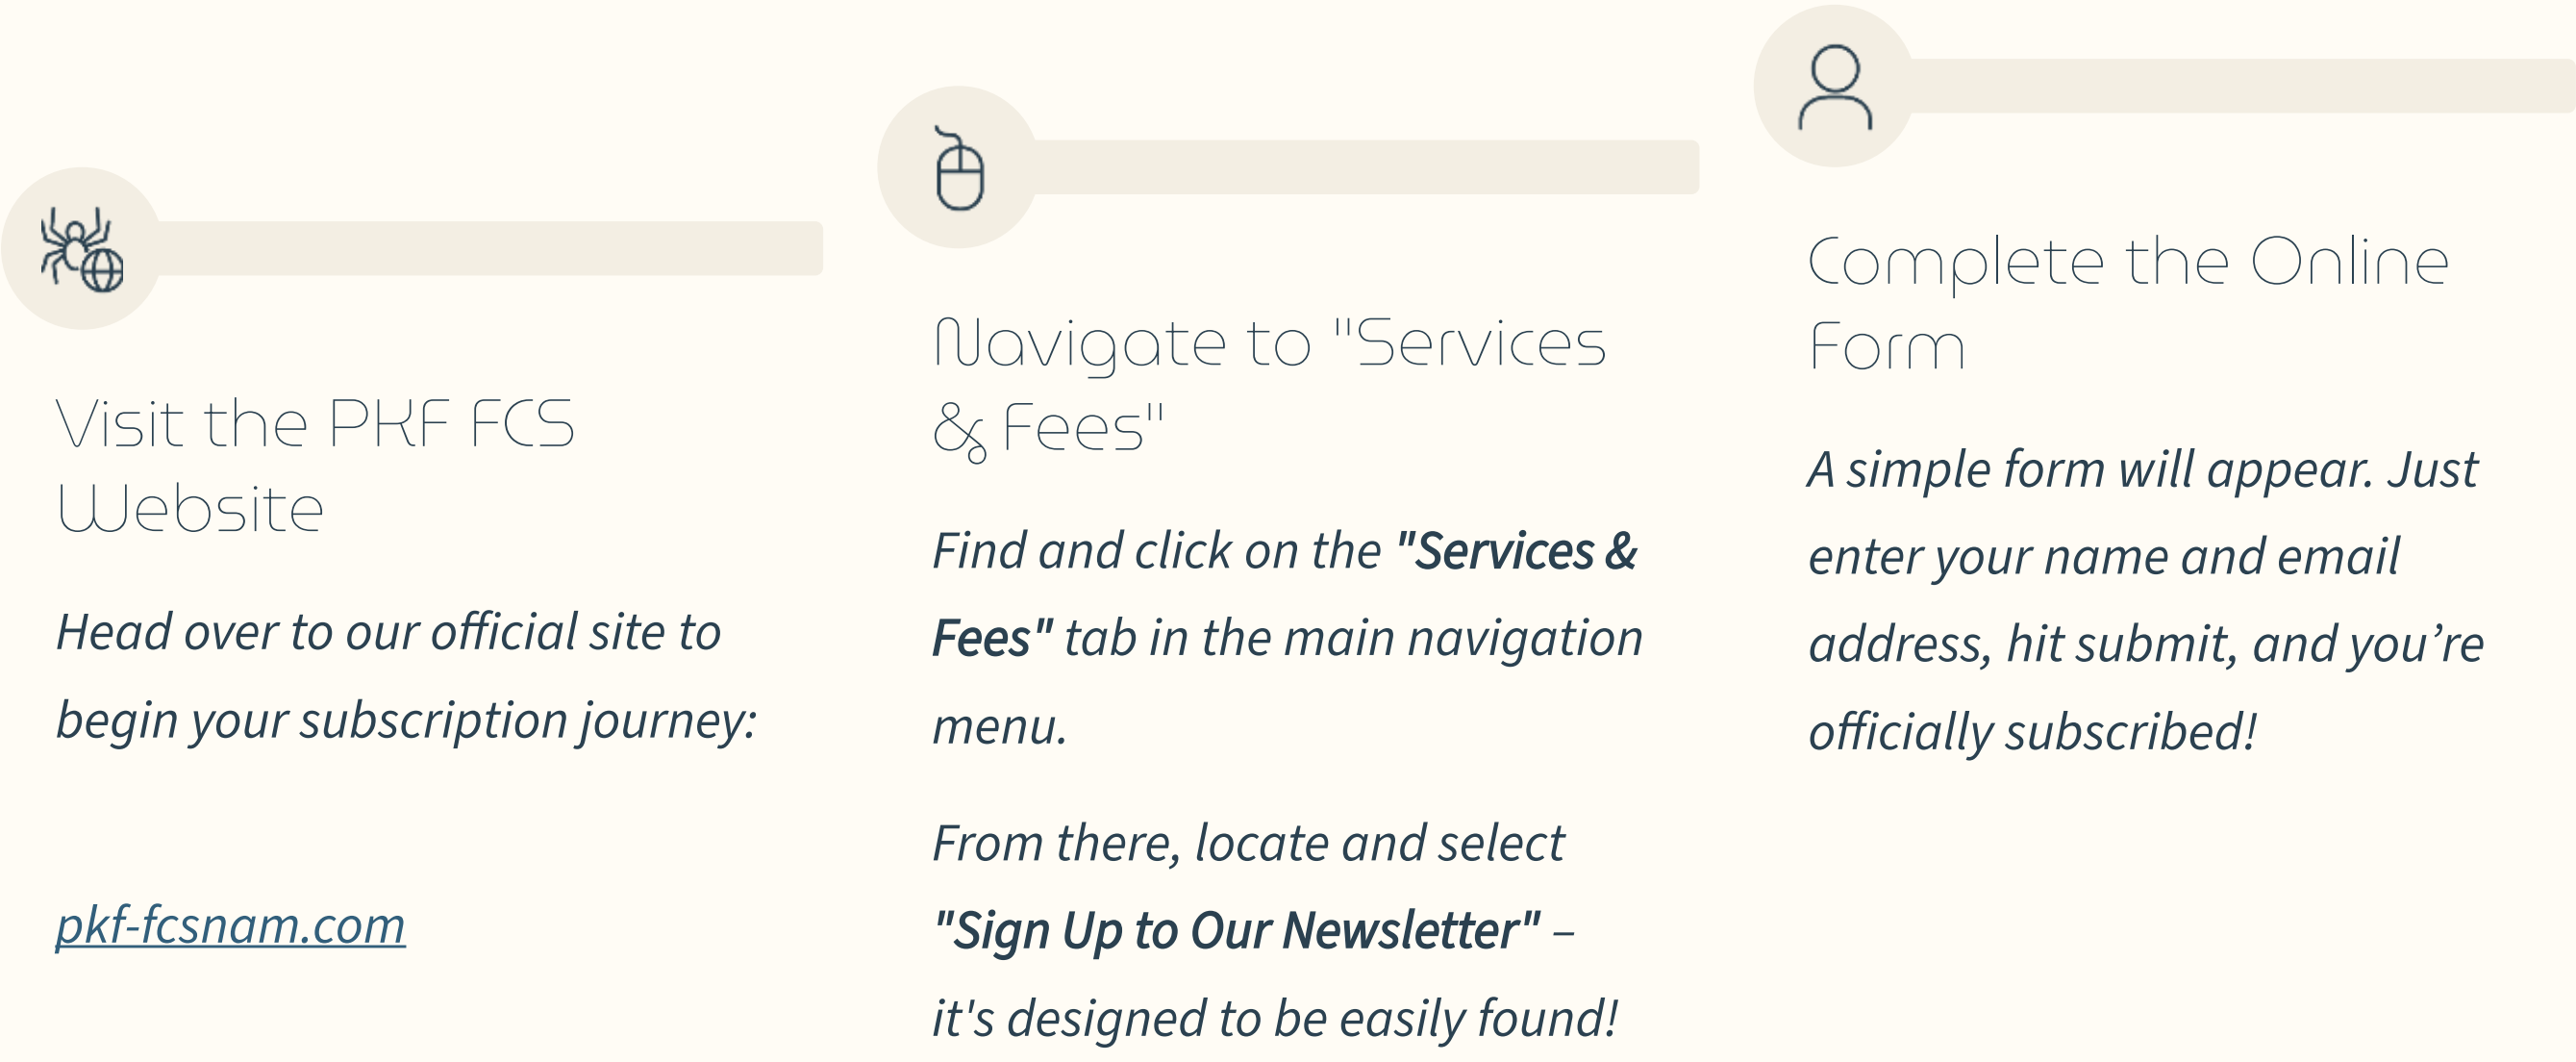 Visit the PKF FCS
Website
Head over to our official site to
begin your subscription journey:
pkf-fcsnam.com
Navigate to "Services
& Fees"
Find and click on the "Services &
Fees" tab in the main navigation
menu.
From there, locate and select
"Sign Up to Our Newsletter" –
it's designed to be easily found!
Complete the Online
Form
A simple form will appear. Just
enter your name and email
address, hit submit, and you’re
officially subscribed!